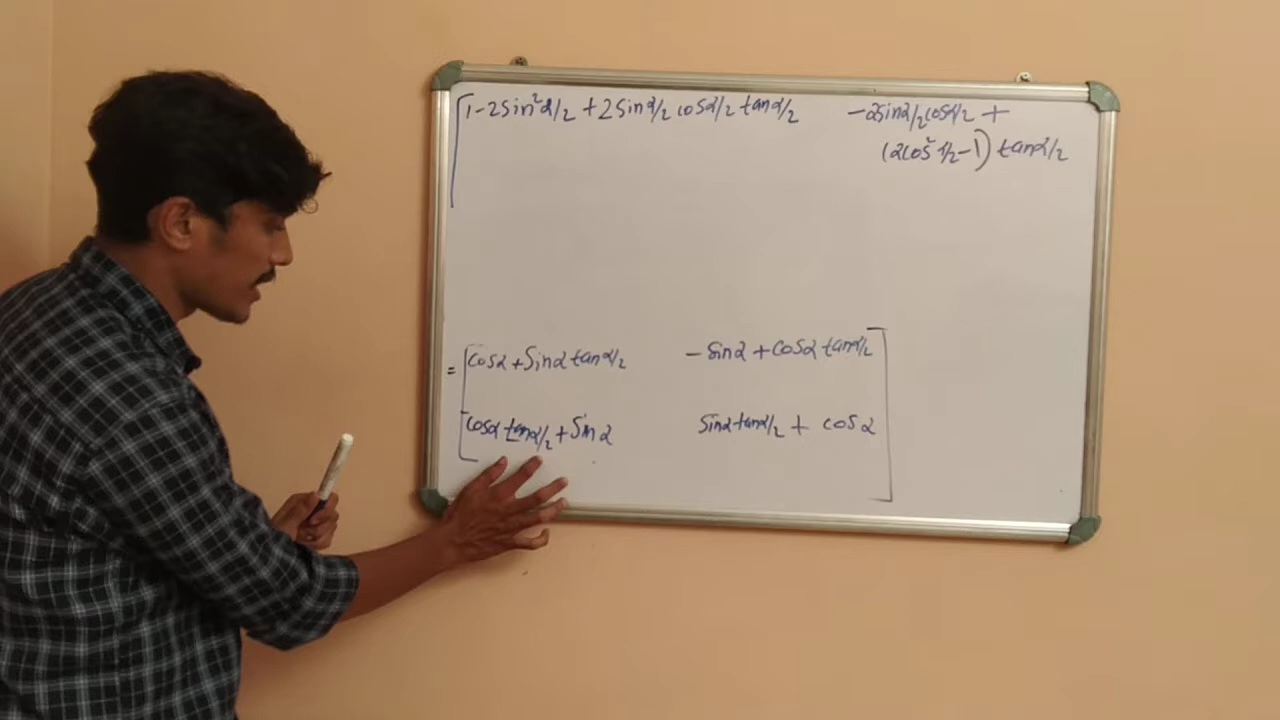 1-2sin²α/2 + 2sinα/2 cosα/2 tanα/2 -2sinα/2 cosα/2 +
(2cos²α/2-1) tanα/2
= cosα + sinα tanα/2 - sinα + cosα tanα/2
cosα tanα/2 + sinα sinα tanα/2 + cosα